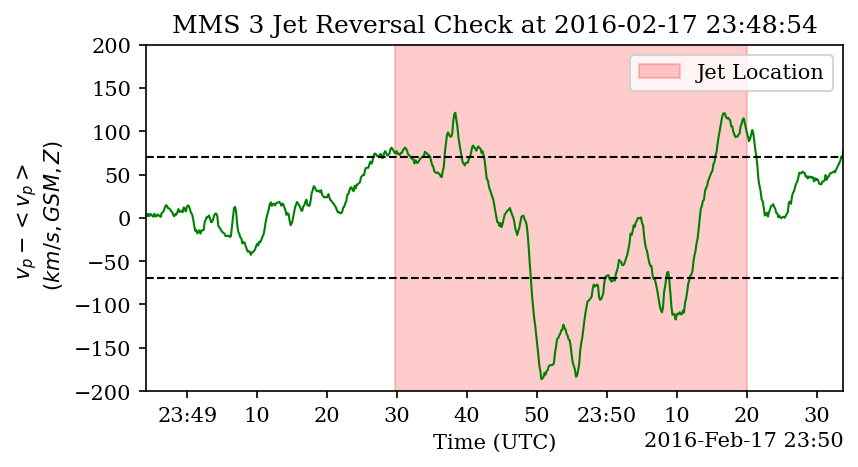 MMS 3 Jet Reversal Check at 2016-02-17 23:48:54
v_p − < v_p >
(km/s, GSM, Z)
200
150
100
50
0
−50
−100
−150
−200
Jet Location
23:49 10 20 30 40 50 23:50 10 20 30
Time (UTC)
2016-Feb-17 23:50